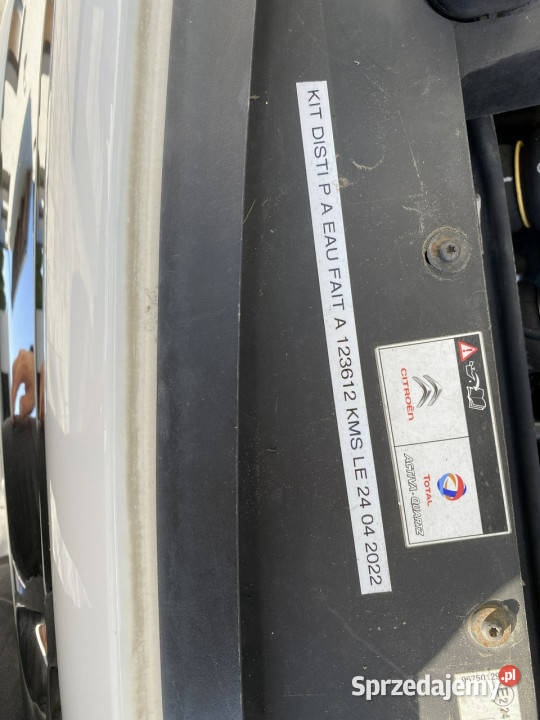 KIT DISTI P A EAU FAIT A 123612 KMS LE 24 04 2022
CITROËN
TOTAL
ACTIVA-QUARTZ
Sprzedajemy.pl